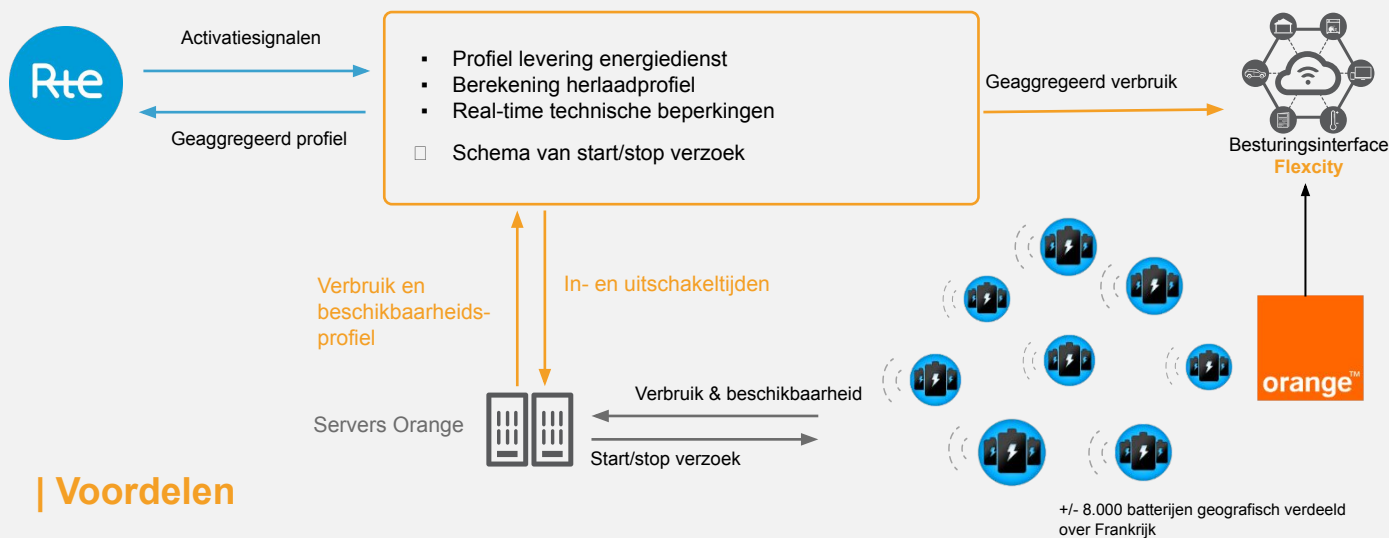 Rte
Activatiesignalen
Geaggregeerd profiel
▪ Profiel levering energiedienst
▪ Berekening herlaadprofiel
▪ Real-time technische beperkingen
Schema van start/stop verzoek
Geaggregeerd verbruik
Besturingsinterface
Flexcity
Verbruik en
beschikbaarheids-
profiel
In- en uitschakeltijden
Servers Orange
Verbruik & beschikbaarheid
Start/stop verzoek
orange™
+/- 8.000 batterijen geografisch verdeeld
over Frankrijk
| Voordelen